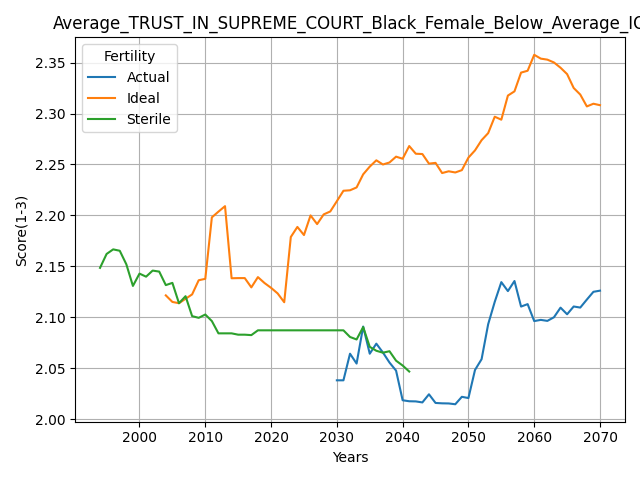 Average_TRUST_IN_SUPREME_COURT_Black_Female_Below_Average_IQ
Fertility
Actual
Ideal
Sterile
Score(1-3)
2.35
2.30
2.25
2.20
2.15
2.10
2.05
2.00
2000 2010 2020 2030 2040 2050 2060 2070
Years